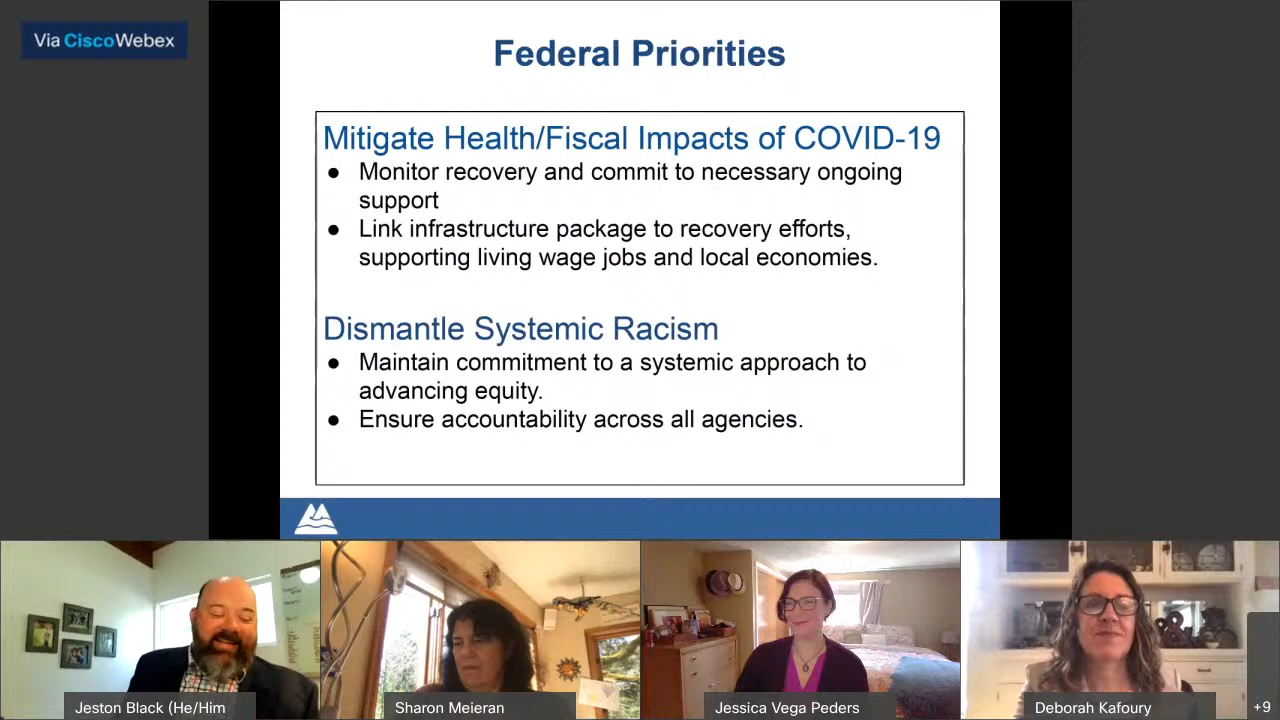 Via Cisco Webex
Federal Priorities
Mitigate Health/Fiscal Impacts of COVID-19
● Monitor recovery and commit to necessary ongoing
support
● Link infrastructure package to recovery efforts,
supporting living wage jobs and local economies.
Dismantle Systemic Racism
● Maintain commitment to a systemic approach to
advancing equity.
● Ensure accountability across all agencies.
Jeston Black (He/Him
Sharon Meieran
Jessica Vega Peders
Deborah Kafoury
+9